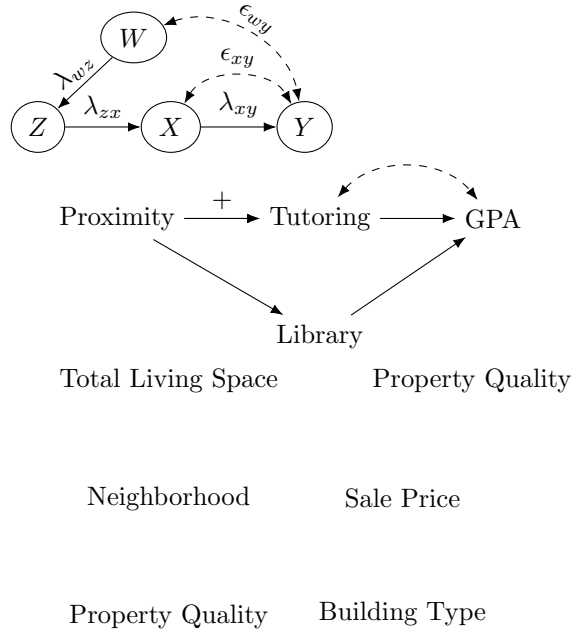 W
ϵwy
λwz
ϵxy
λzx
λxy
Z X Y
+
Proximity Tutoring GPA
Library
Total Living Space Property Quality
Neighborhood Sale Price
Property Quality Building Type